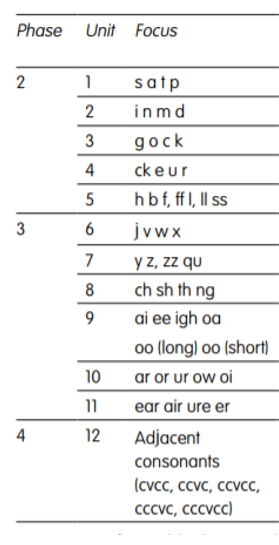 Phase Unit Focus
2 1 s a t p
2 i n m d
3 g o c k
4 ck e u r
5 h b f, ff l, ll ss
3 6 j v w x
7 y z, zz qu
8 ch sh th ng
9 ai ee igh oa
oo (long) oo (short)
10 ar or ur ow oi
11 ear air ure er
4 12 Adjacent
consonants
(cvcc, ccvc, ccvcc,
cccvc, cccvcc)